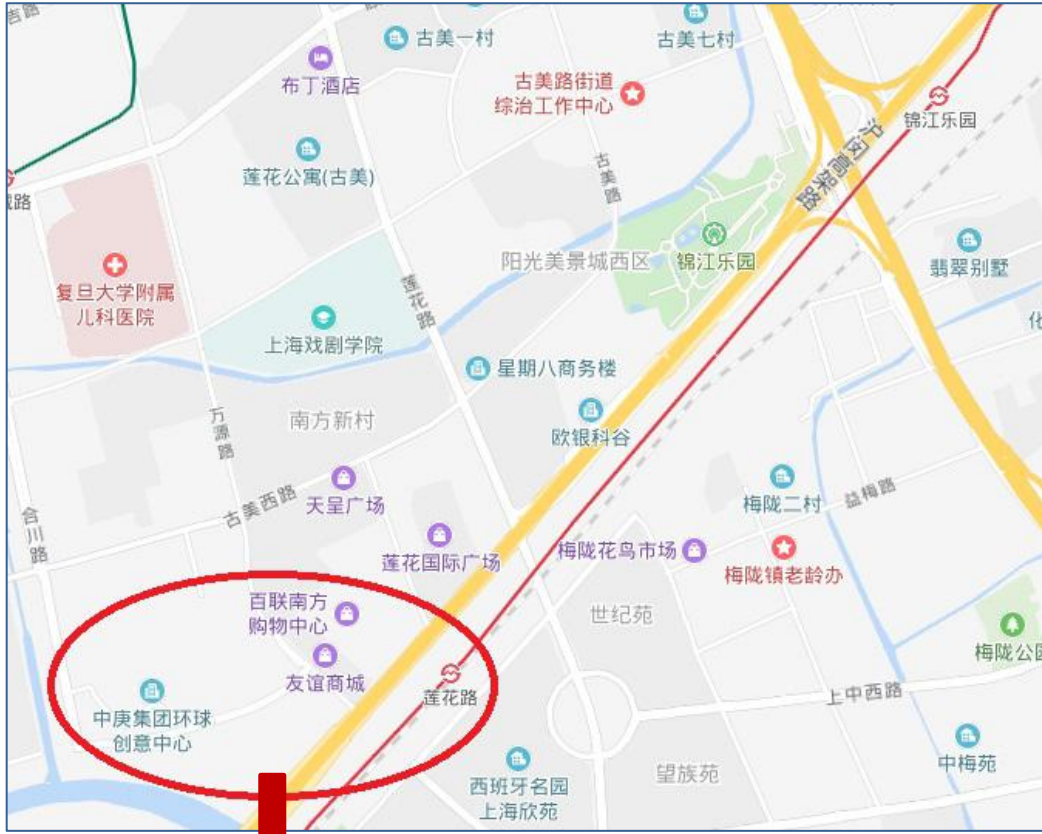 古美一村
古美七村
布丁酒店
古美路街道
综治工作中心
锦江乐园
沪闵高架路
莲花公寓(古美)
古美路
复旦大学附属
儿科医院
阳光美景城西区
锦江乐园
翡翠别墅
莲花路
上海戏剧学院
星期八商务楼
万源路
南方新村
欧银科谷
古美西路
天呈广场
梅陇二村
益梅路
合川路
莲花国际广场
梅陇花鸟市场
梅陇镇老龄办
百联南方
购物中心
世纪苑
友谊商城
梅陇公
莲花路
上中西路
中庚集团环球
创意中心
西班牙名园
上海欣苑
望族苑
中梅苑